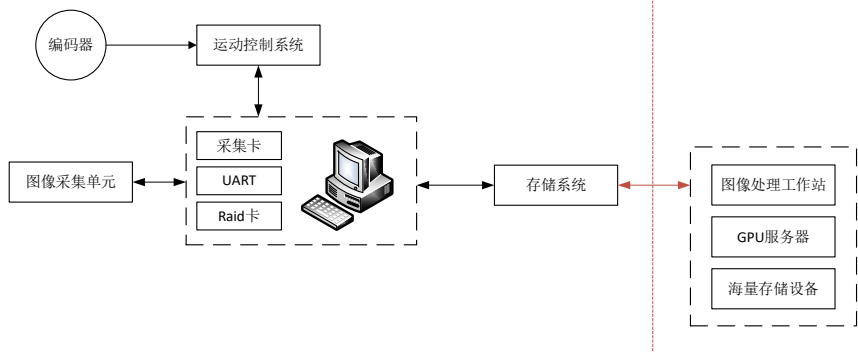 编码器
运动控制系统
采集卡
UART
Raid卡
图像采集单元
存储系统
图像处理工作站
GPU服务器
海量存储设备